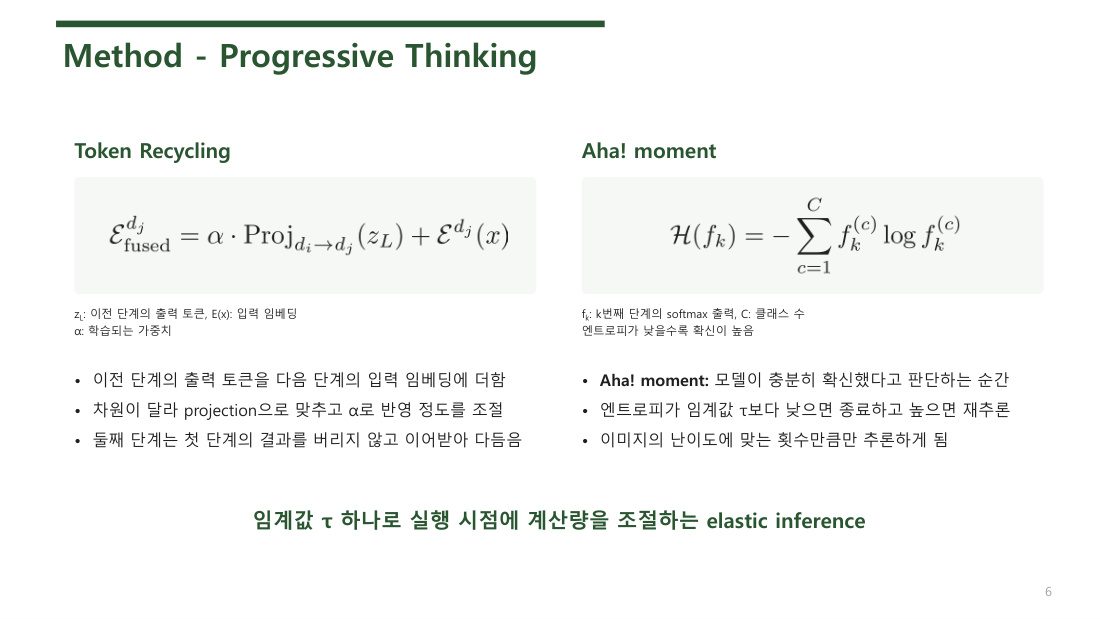 Method - Progressive Thinking
Token Recycling
$\mathcal{E}_{\text{fused}}^{d_j} = \alpha \cdot \text{Proj}_{d_i \to d_j}(z_L) + \mathcal{E}^{d_j}(x)$
z_L: 이전 단계의 출력 토큰, E(x): 입력 임베딩
α: 학습되는 가중치
• 이전 단계의 출력 토큰을 다음 단계의 입력 임베딩에 더함
• 차원이 달라 projection으로 맞추고 α로 반영 정도를 조절
• 둘째 단계는 첫 단계의 결과를 버리지 않고 이어받아 다듬음
Aha! moment
$\mathcal{H}(f_k) = -\sum_{c=1}^{C} f_k^{(c)} \log f_k^{(c)}$
f_k: k번째 단계의 softmax 출력, C: 클래스 수
엔트로피가 낮을수록 확신이 높음
• Aha! moment: 모델이 충분히 확신했다고 판단하는 순간
• 엔트로피가 임계값 τ보다 낮으면 종료하고 높으면 재추론
• 이미지의 난이도에 맞는 횟수만큼만 추론하게 됨
임계값 τ 하나로 실행 시점에 계산량을 조절하는 elastic inference
6